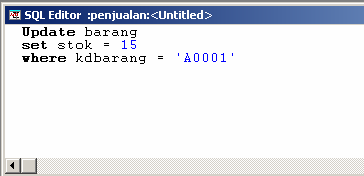 SQL Editor :penjualan:<Untitled>
Update barang
set stok = 15
where kdbarang = 'A0001'